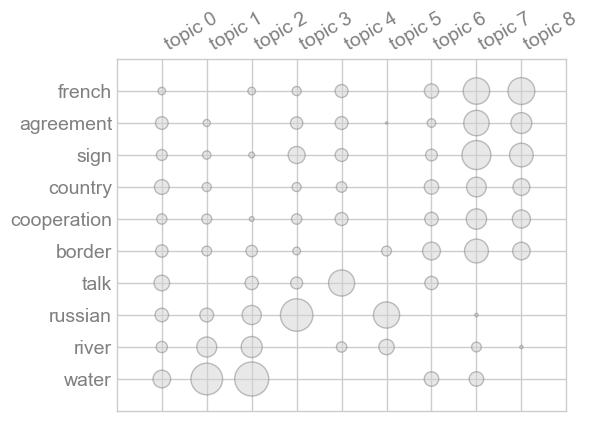 topic 0
topic 1
topic 2
topic 3
topic 4
topic 5
topic 6
topic 7
topic 8
french
agreement
sign
country
cooperation
border
talk
russian
river
water